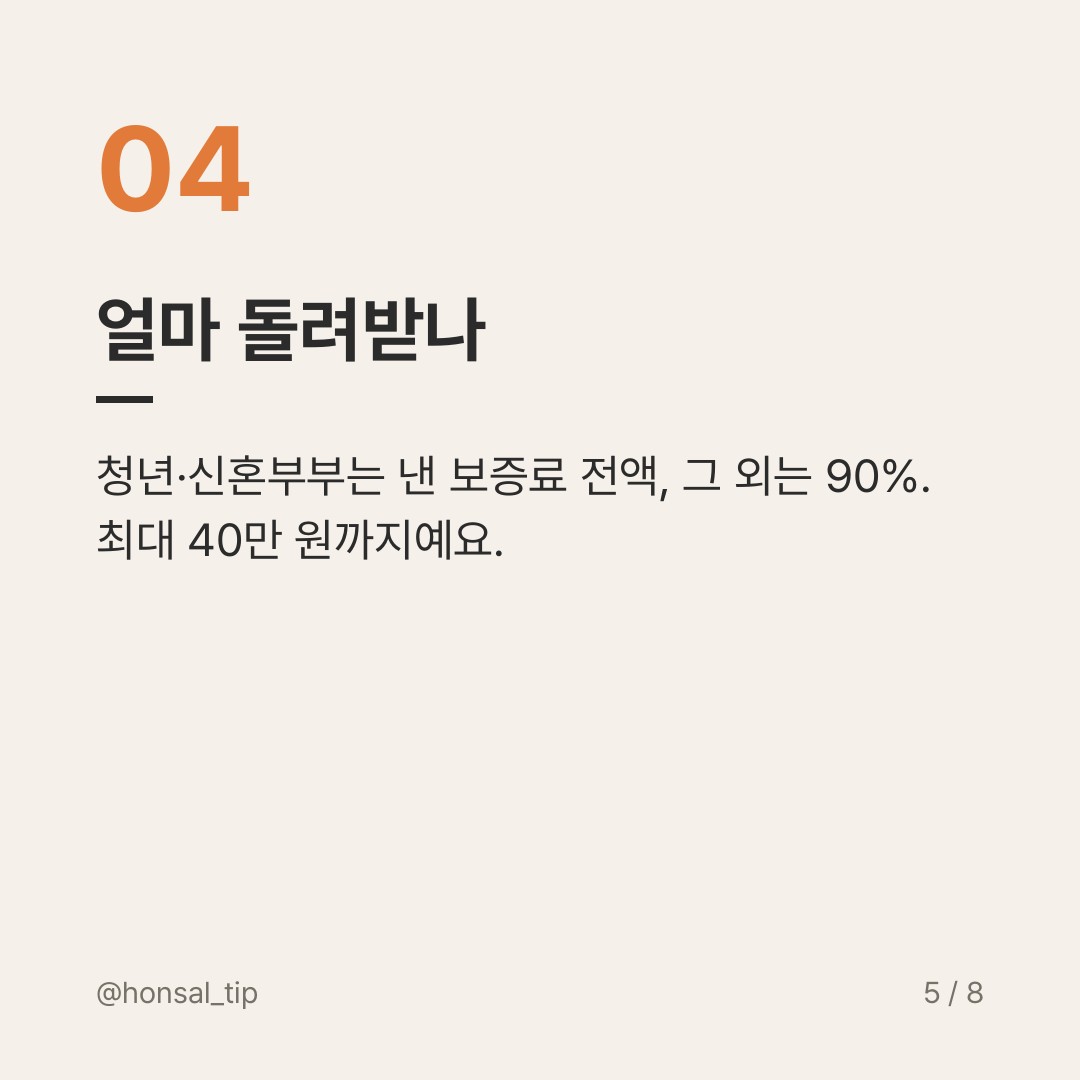 04
얼마 돌려받나
청년·신혼부부는 낸 보증료 전액, 그 외는 90%.
최대 40만 원까지예요.
@honsal_tip
5 / 8